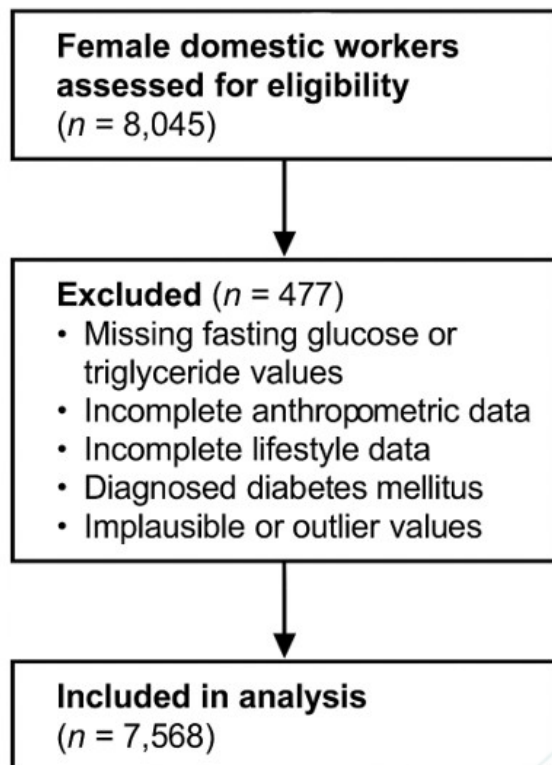 Female domestic workers
assessed for eligibility
(n = 8,045)
Excluded (n = 477)
• Missing fasting glucose or
triglyceride values
• Incomplete anthropometric data
• Incomplete lifestyle data
• Diagnosed diabetes mellitus
• Implausible or outlier values
Included in analysis
(n = 7,568)